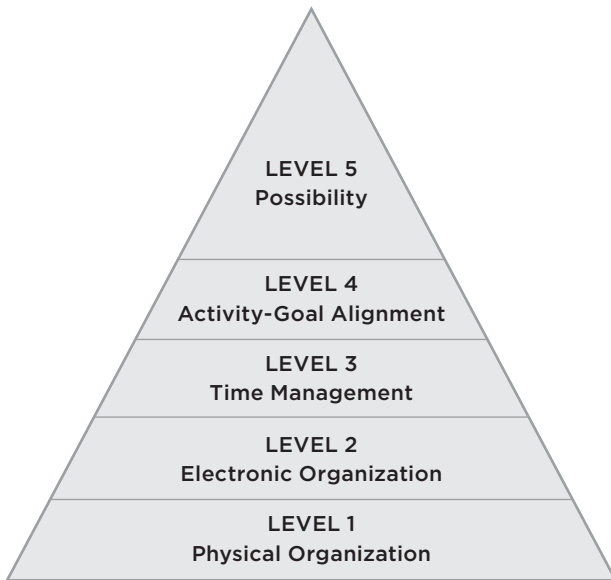 LEVEL 5
Possibility
LEVEL 4
Activity-Goal Alignment
LEVEL 3
Time Management
LEVEL 2
Electronic Organization
LEVEL 1
Physical Organization